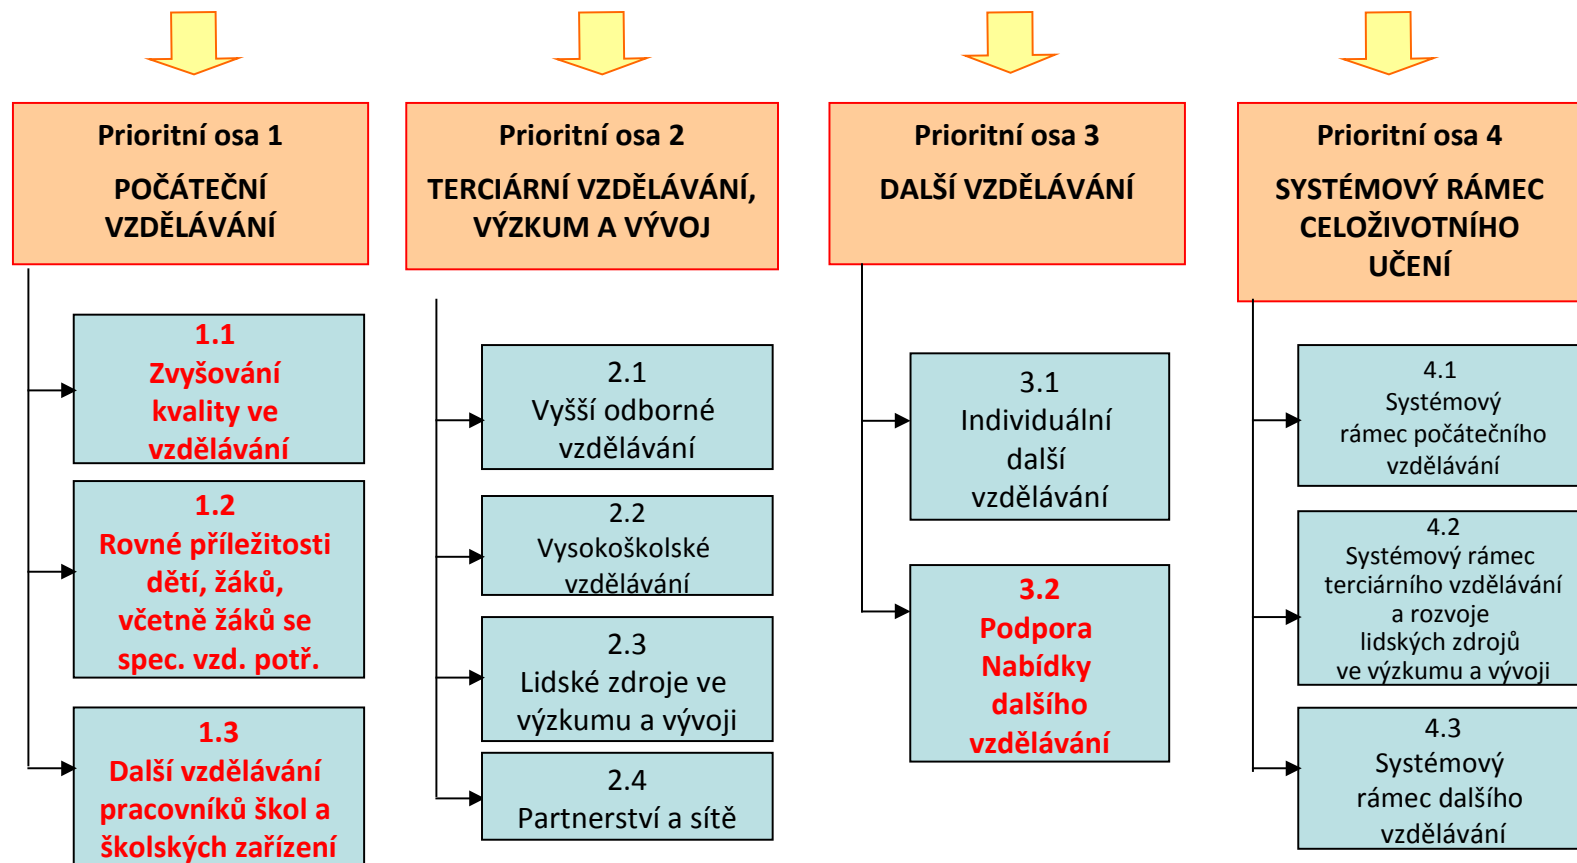 Prioritní osa 1
POČÁTEČNÍ
VZDĚLÁVÁNÍ
1.1
Zvyšování
kvality ve
vzdělávání
1.2
Rovné příležitosti
dětí, žáků,
včetně žáků se
spec. vzd. potř.
1.3
Další vzdělávání
pracovníků škol a
školských zařízení
Prioritní osa 2
TERCIÁRNÍ VZDĚLÁVÁNÍ,
VÝZKUM A VÝVOJ
2.1
Vyšší odborné
vzdělávání
2.2
Vysokoškolské
vzdělávání
2.3
Lidské zdroje ve
výzkumu a vývoji
2.4
Partnerství a sítě
Prioritní osa 3
DALŠÍ VZDĚLÁVÁNÍ
3.1
Individuální
další
vzdělávání
3.2
Podpora
Nabídky
dalšího
vzdělávání
Prioritní osa 4
SYSTÉMOVÝ RÁMEC
CELOŽIVOTNÍHO
UČENÍ
4.1
Systémový
rámec počátečního
vzdělávání
4.2
Systémový rámec
terciárního vzdělávání
a rozvoje
lidských zdrojů
ve výzkumu a vývoji
4.3
Systémový
rámec dalšího
vzdělávání